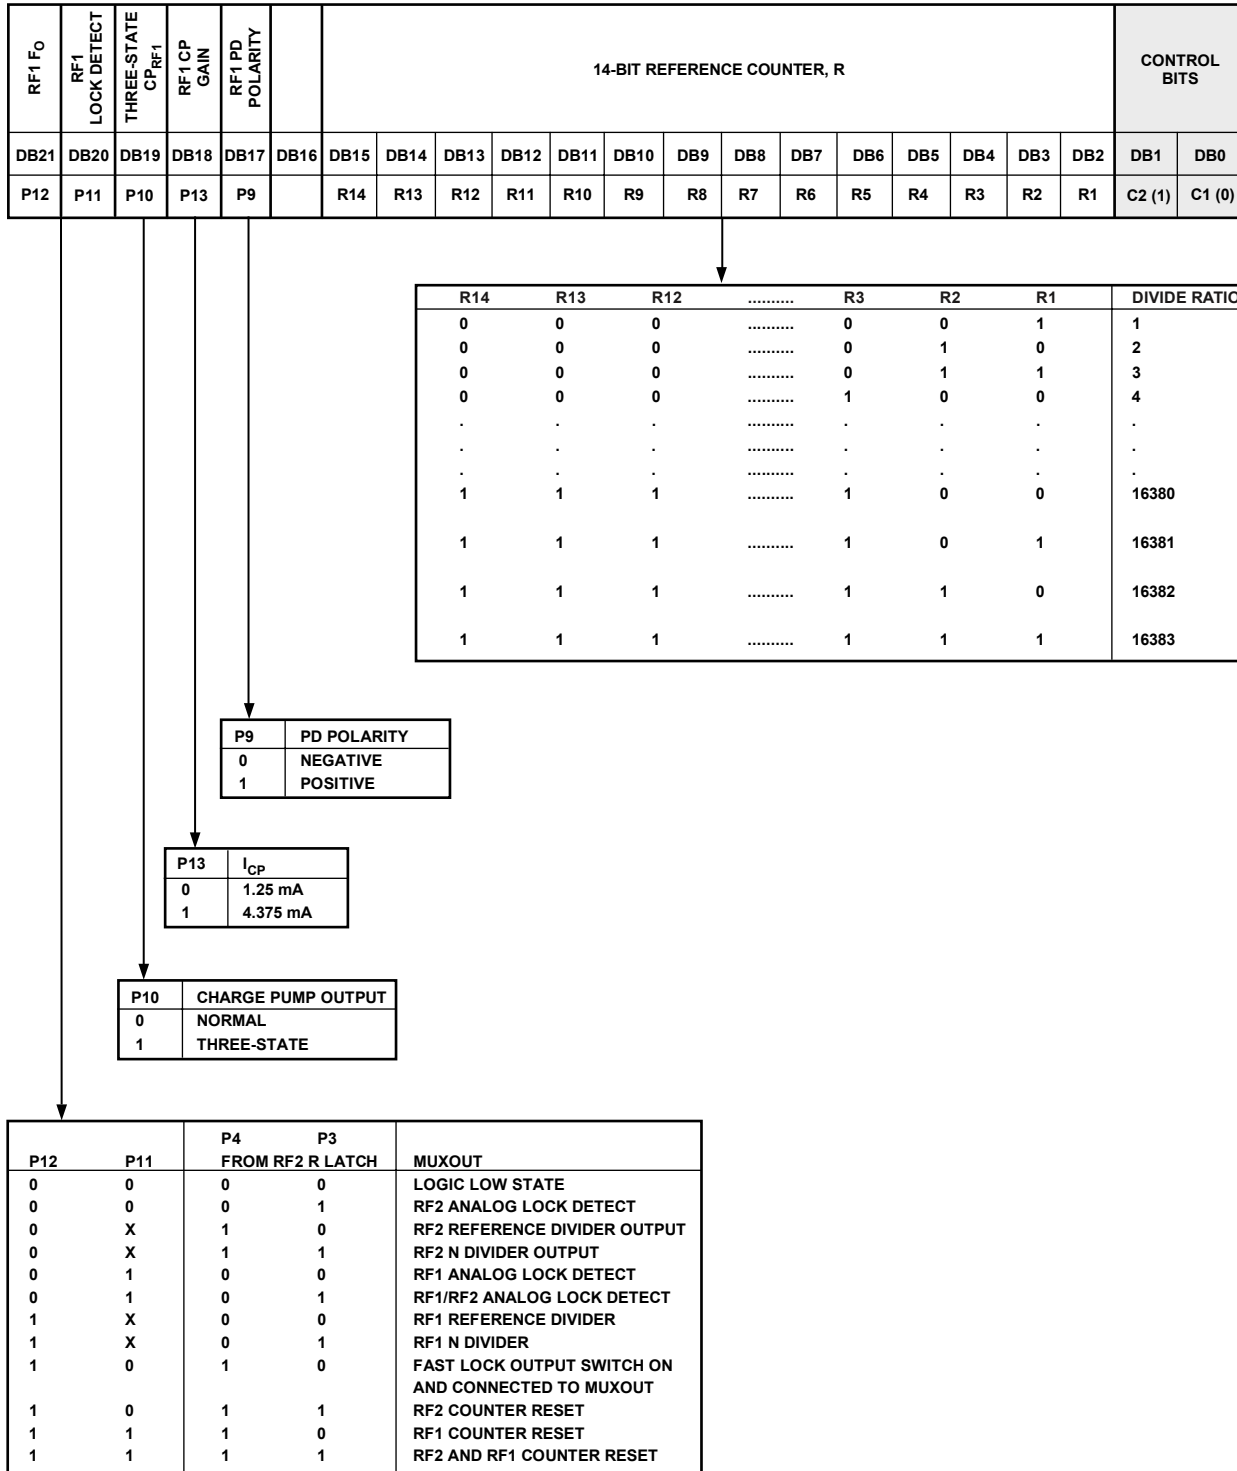 RF1 FO
RF1 LOCK DETECT
THREE-STATE CPRF1
RF1 CP GAIN
RF1 PD POLARITY
14-BIT REFERENCE COUNTER, R
CONTROL BITS
DB21 DB20 DB19 DB18 DB17 DB16 DB15 DB14 DB13 DB12 DB11 DB10 DB9 DB8 DB7 DB6 DB5 DB4 DB3 DB2 DB1 DB0
P12 P11 P10 P13 P9 R14 R13 R12 R11 R10 R9 R8 R7 R6 R5 R4 R3 R2 R1 C2 (1) C1 (0)
R14 R13 R12 .......... R3 R2 R1 DIVIDE RATIO
0 0 0 .......... 0 0 1 1
0 0 0 .......... 0 1 0 2
0 0 0 .......... 0 1 1 3
0 0 0 .......... 1 0 0 4
. . . .......... . . . .
. . . .......... . . . .
. . . .......... . . . .
1 1 1 .......... 1 0 0 16380
1 1 1 .......... 1 0 1 16381
1 1 1 .......... 1 1 0 16382
1 1 1 .......... 1 1 1 16383
P9 PD POLARITY
0 NEGATIVE
1 POSITIVE
P13 ICP
0 1.25 mA
1 4.375 mA
P10 CHARGE PUMP OUTPUT
0 NORMAL
1 THREE-STATE
P4 P3
P12 P11 FROM RF2 R LATCH MUXOUT
0 0 0 0 LOGIC LOW STATE
0 0 0 1 RF2 ANALOG LOCK DETECT
0 X 1 0 RF2 REFERENCE DIVIDER OUTPUT
0 X 1 1 RF2 N DIVIDER OUTPUT
0 1 0 0 RF1 ANALOG LOCK DETECT
0 1 0 1 RF1/RF2 ANALOG LOCK DETECT
1 X 0 0 RF1 REFERENCE DIVIDER
1 X 0 1 RF1 N DIVIDER
1 0 1 0 FAST LOCK OUTPUT SWITCH ON
AND CONNECTED TO MUXOUT
1 0 1 1 RF2 COUNTER RESET
1 1 1 0 RF1 COUNTER RESET
1 1 1 1 RF2 AND RF1 COUNTER RESET